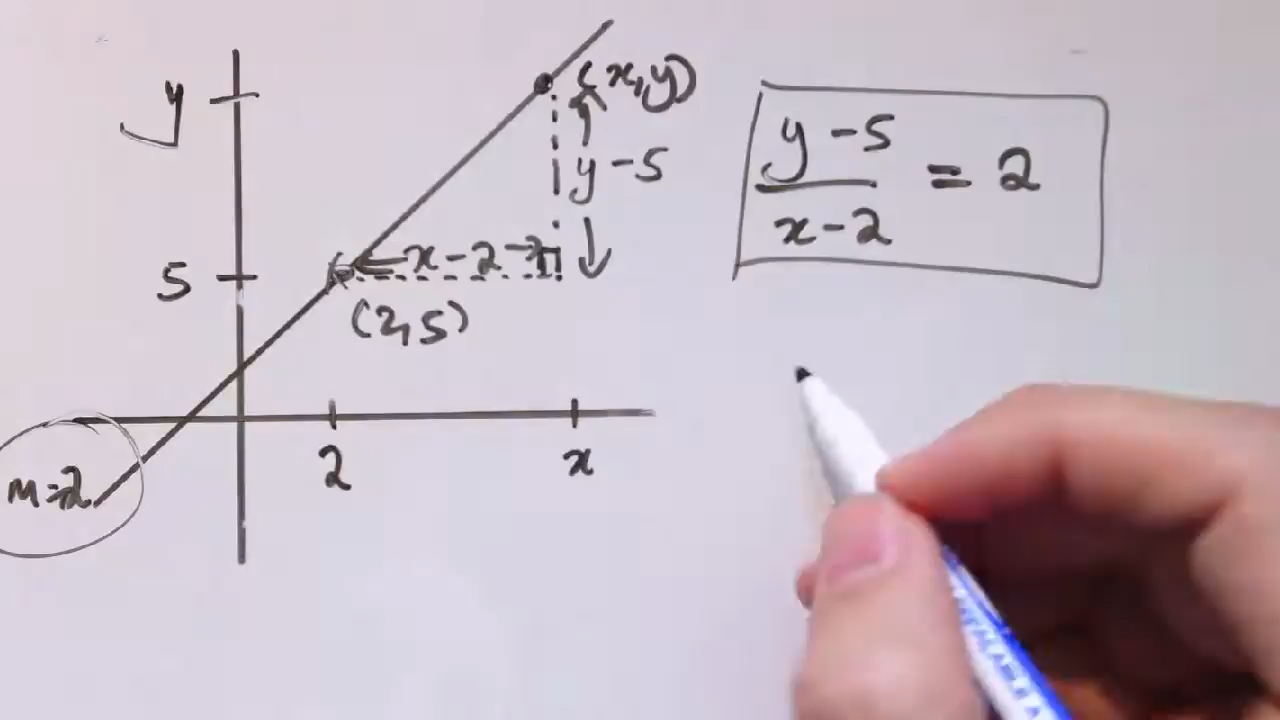 y
(x,y)
y-5
x-2
5
(2,5)
2
x
m=2
y-5
x-2
= 2